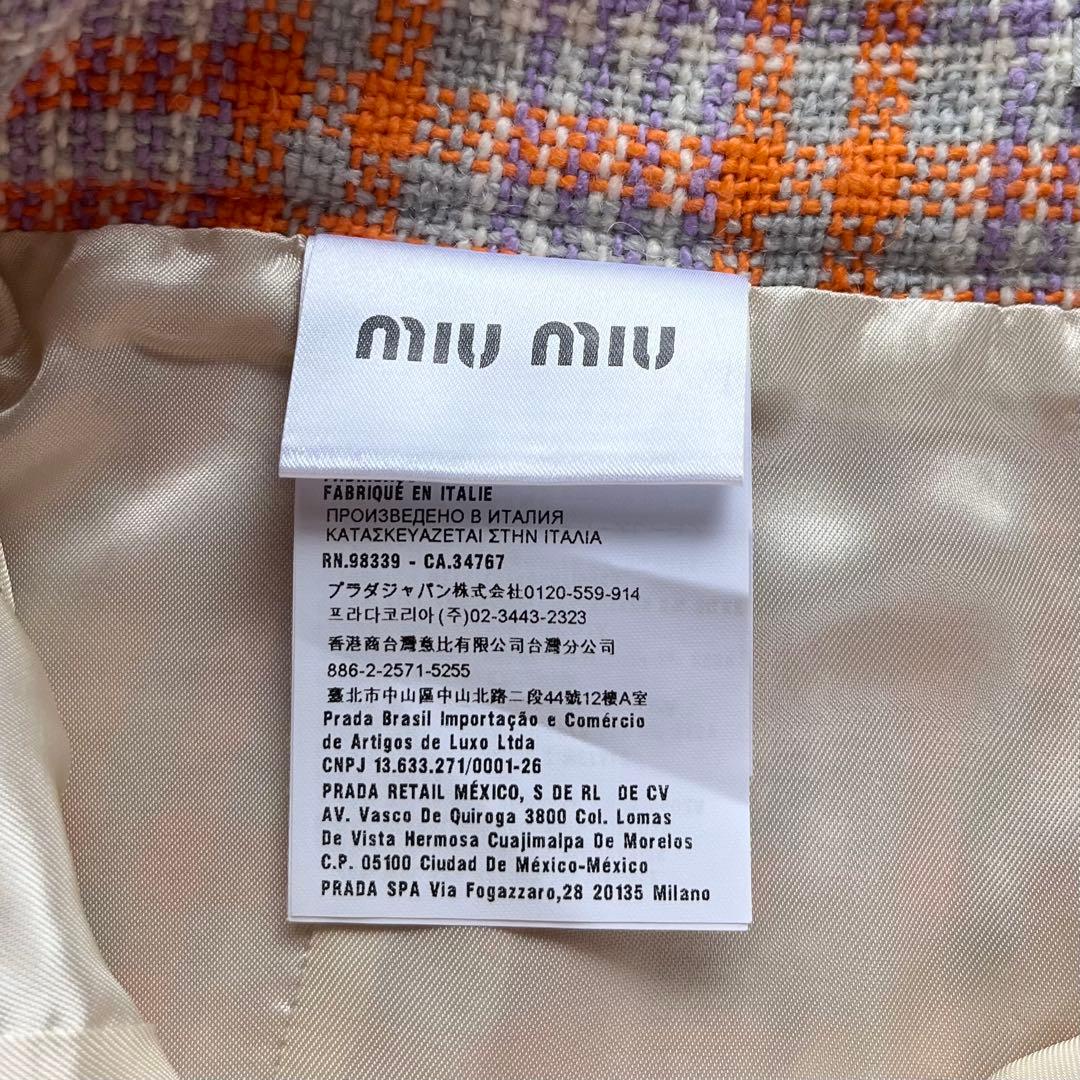 miu miu
FABRIQUÉ EN ITALIE
ПРОИЗВЕДЕНО В ИТАЛИЯ
ΚΑΤΑΣΚΕΥΑΖΕΤΑΙ ΣΤΗΝ ΙΤΑΛΙΑ
RN.98339 - CA.34767
プラダジャパン株式会社0120-559-914
프라다코리아(주)02-3443-2323
香港商台灣意比有限公司台灣分公司
886-2-2571-5255
臺北市中山區中山北路二段44號12樓A室
Prada Brasil Importação e Comércio
de Artigos de Luxo Ltda
CNPJ 13.633.271/0001-26
PRADA RETAIL MÉXICO, S DE RL DE CV
AV. Vasco De Quiroga 3800 Col. Lomas
De Vista Hermosa Cuajimalpa De Morelos
C.P. 05100 Ciudad De México-México
PRADA SPA Via Fogazzaro,28 20135 Milano